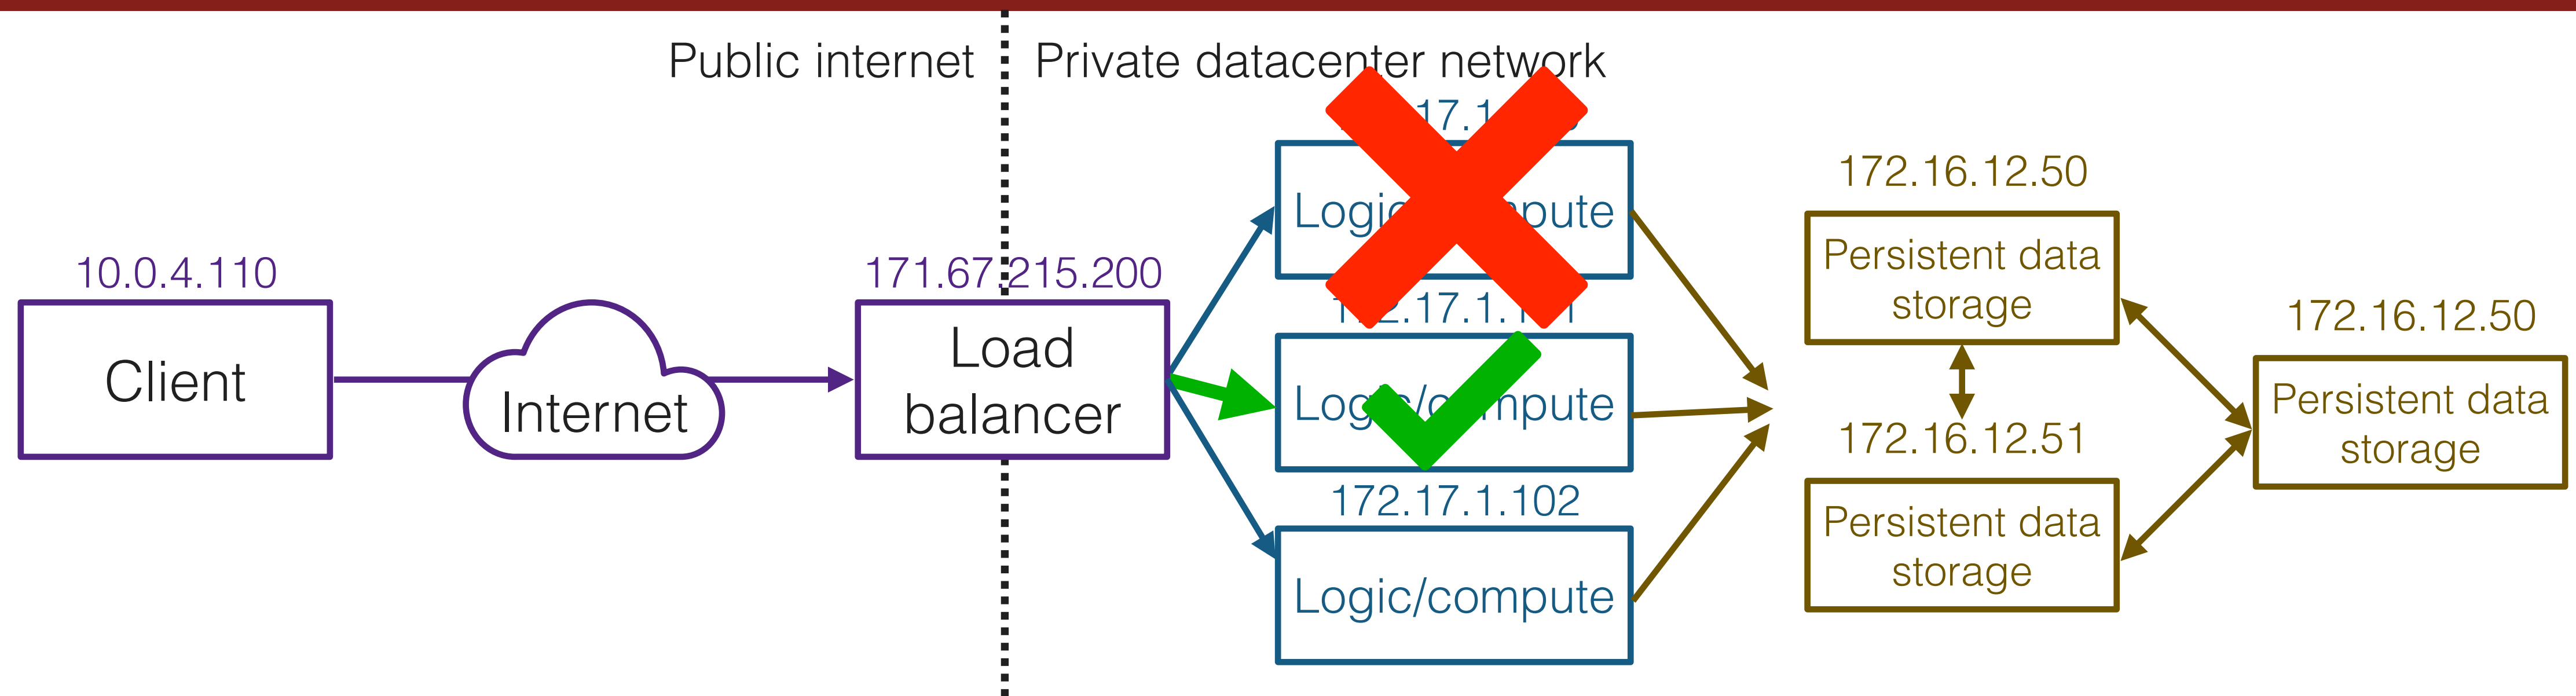 Public internet
Private datacenter network
10.0.4.110
Client
Internet
171.67.215.200
Load
balancer
172.17.1.102
Logic/compute
172.16.12.50
Persistent data
storage
172.16.12.51
Persistent data
storage
172.16.12.50
Persistent data
storage